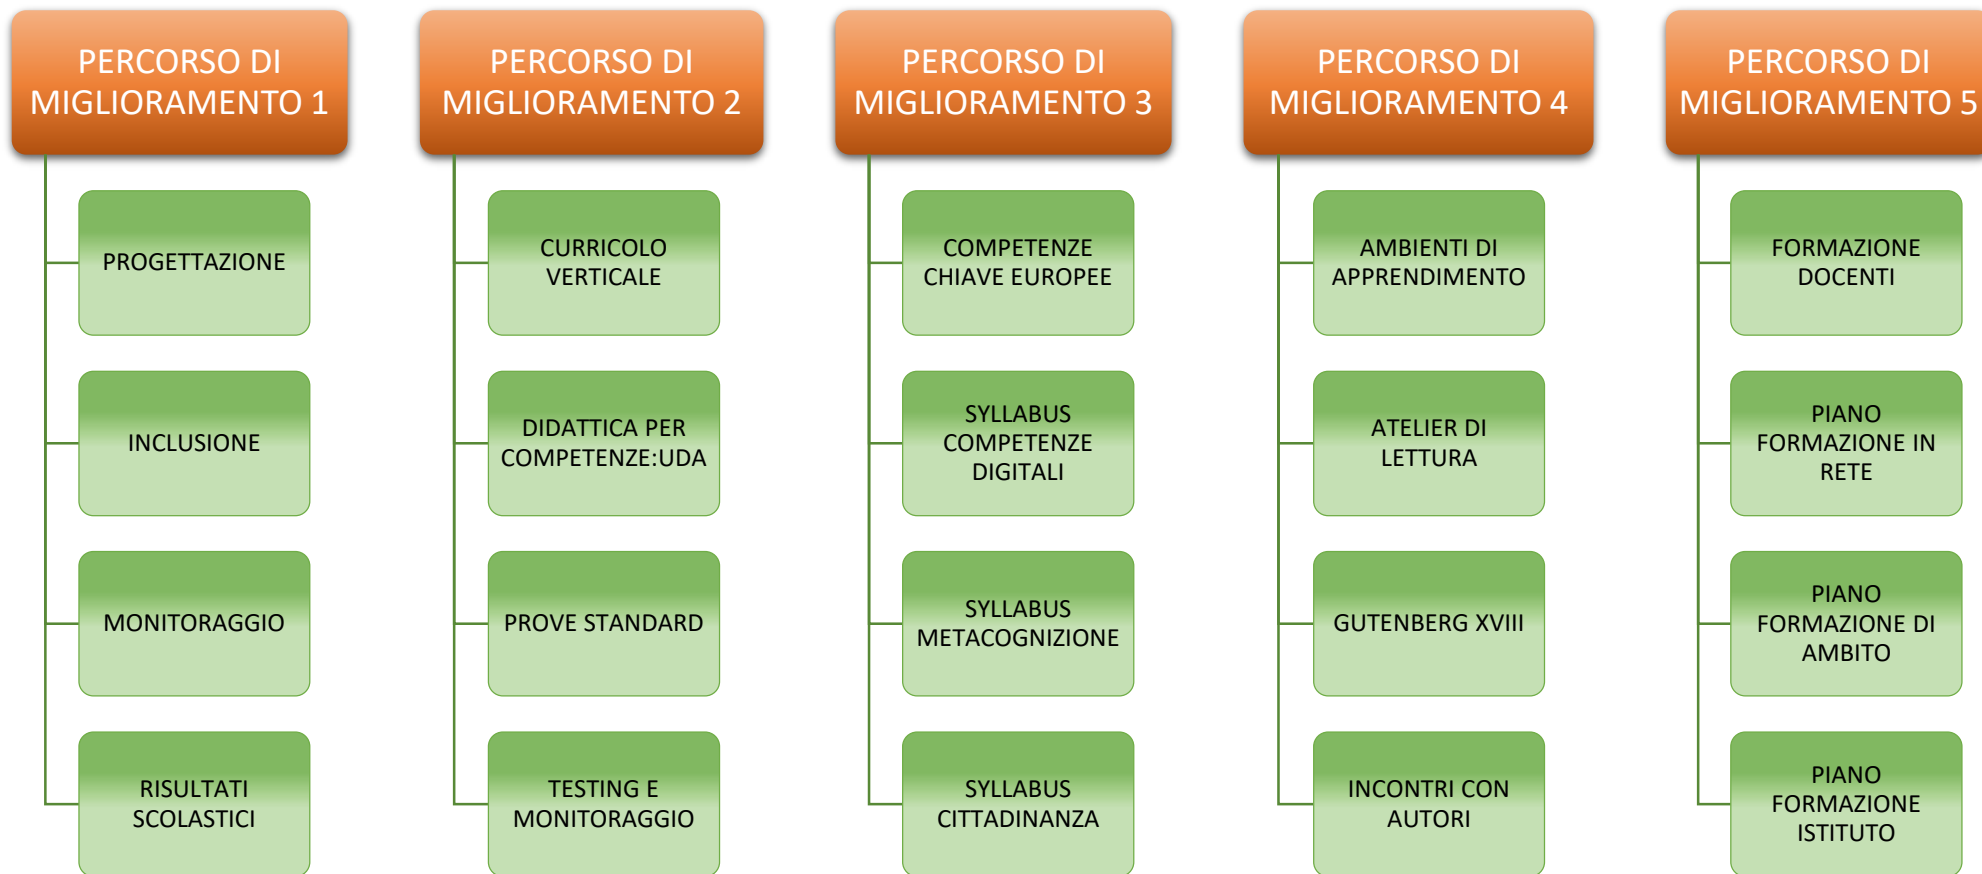 PERCORSO DI
MIGLIORAMENTO 1
PROGETTAZIONE
INCLUSIONE
MONITORAGGIO
RISULTATI
SCOLASTICI
PERCORSO DI
MIGLIORAMENTO 2
CURRICOLO
VERTICALE
DIDATTICA PER
COMPETENZE:UDA
PROVE STANDARD
TESTING E
MONITORAGGIO
PERCORSO DI
MIGLIORAMENTO 3
COMPETENZE
CHIAVE EUROPEE
SYLLABUS
COMPETENZE
DIGITALI
SYLLABUS
METACOGNIZIONE
SYLLABUS
CITTADINANZA
PERCORSO DI
MIGLIORAMENTO 4
AMBIENTI DI
APPRENDIMENTO
ATELIER DI
LETTURA
GUTENBERG XVIII
INCONTRI CON
AUTORI
PERCORSO DI
MIGLIORAMENTO 5
FORMAZIONE
DOCENTI
PIANO
FORMAZIONE IN
RETE
PIANO
FORMAZIONE DI
AMBITO
PIANO
FORMAZIONE
ISTITUTO